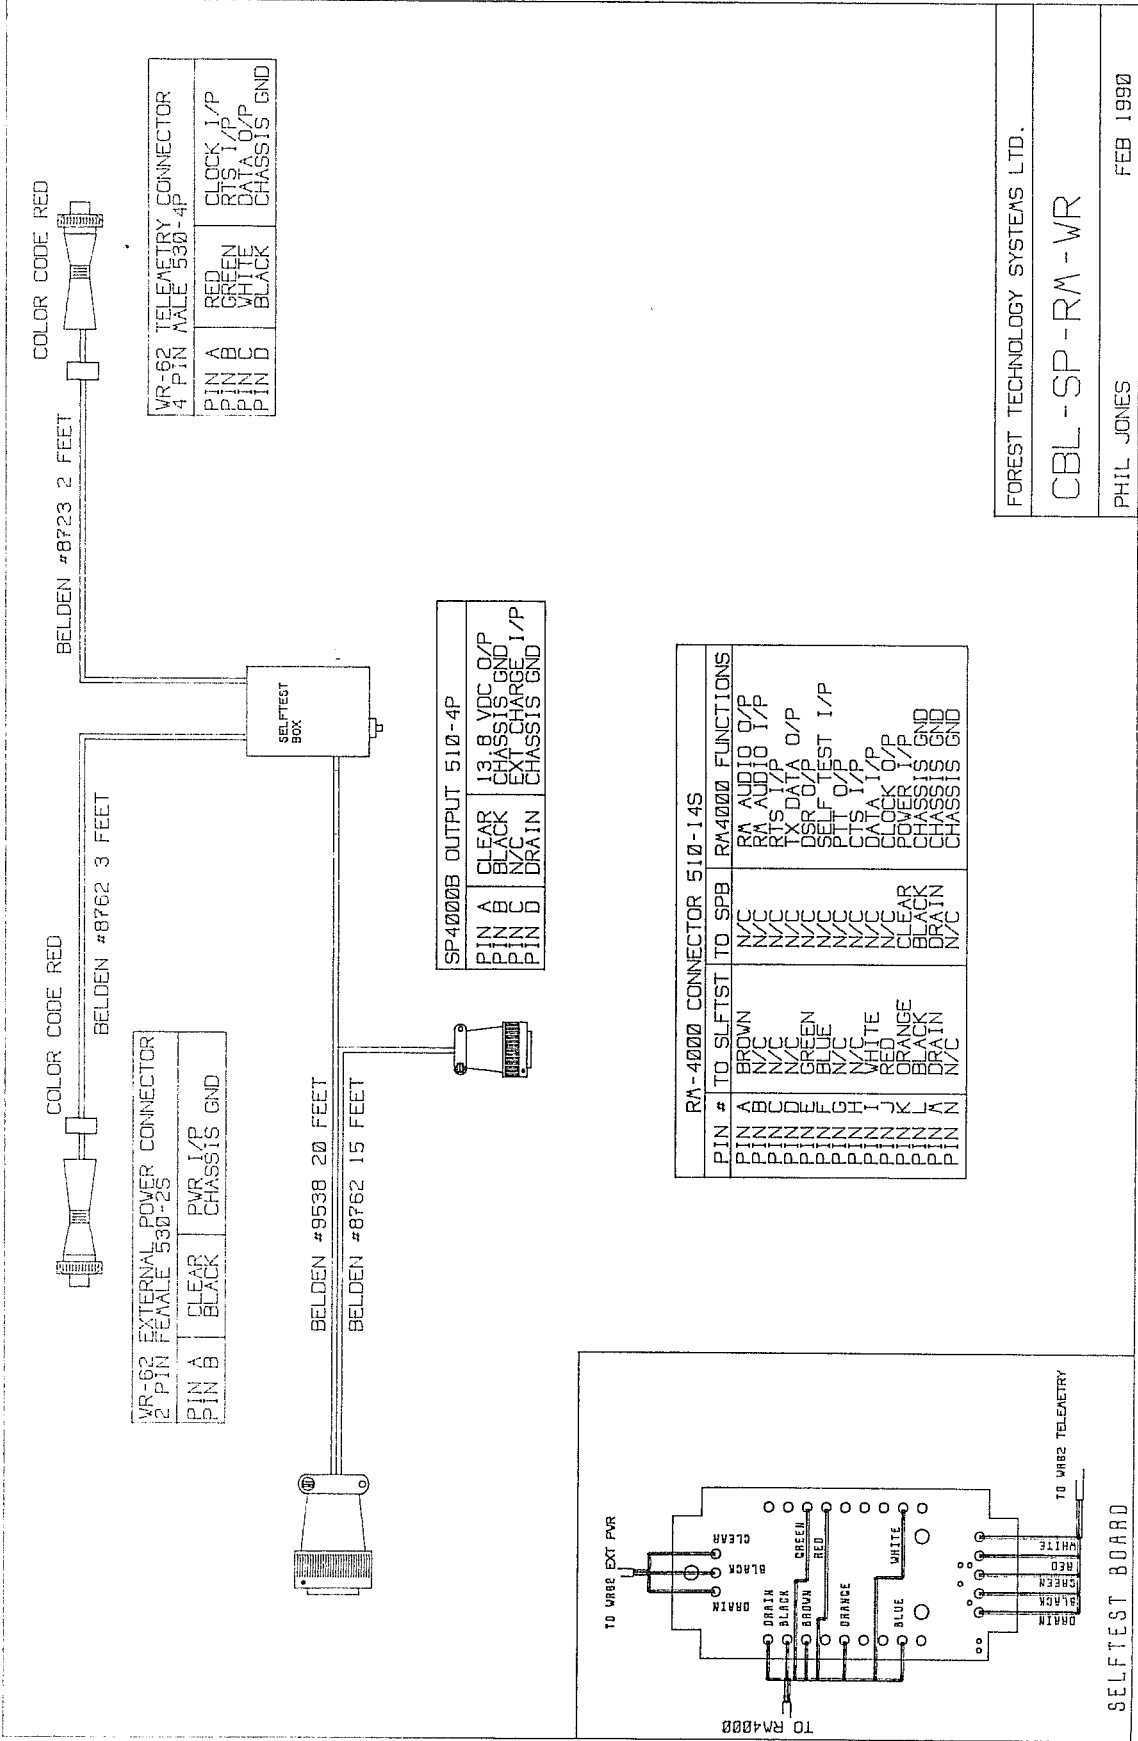 COLOR CODE RED
BELDEN #8762 3 FEET
BELDEN #8723 2 FEET
COLOR CODE RED
WR-62 EXTERNAL POWER CONNECTOR
2 PIN FEMALE 530-2S
PIN A CLEAR PWR I/P
PIN B BLACK CHASSIS GND
WR-62 TELEMETRY CONNECTOR
4 PIN MALE 530-4P
PIN A RED CLOCK I/P
PIN B GREEN RTS I/P
PIN C WHITE DATA O/P
PIN D BLACK CHASSIS GND
SELFTEST
BOX
BELDEN #9538 20 FEET
BELDEN #8762 15 FEET
SP4000B OUTPUT 510-4P
PIN A CLEAR 13.8 VDC O/P
PIN B BLACK CHASSIS GND
PIN C N/C EXT CHARGE I/P
PIN D DRAIN CHASSIS GND
RM-4000 CONNECTOR 510-14S
PIN # TO SLFTST TO SPB RM4000 FUNCTIONS
PIN A BROWN N/C RM AUDIO O/P
PIN B N/C N/C RM AUDIO I/P
PIN C N/C N/C RTS I/P
PIN D N/C N/C TX DATA O/P
PIN E GREEN N/C DSR O/P
PIN F BLUE N/C SELF TEST I/P
PIN G N/C N/C PTT O/P
PIN H N/C N/C CTS I/P
PIN I WHITE N/C DATA I/P
PIN J RED N/C CLOCK O/P
PIN K ORANGE CLEAR POWER I/P
PIN L BLACK BLACK CHASSIS GND
PIN M DRAIN DRAIN CHASSIS GND
PIN N N/C N/C CHASSIS GND
TO WR62 EXT PWR
DRAIN
BLACK
CLEAR
TO RM4000
DRAIN
BLACK
BROWN
ORANGE
BLUE
GREEN
RED
WHITE
DRAIN
BLACK
GREEN
RED
WHITE
TO WR62 TELEMETRY
SELFTEST BOARD
FOREST TECHNOLOGY SYSTEMS LTD.
CBL-SP-RM-WR
PHIL JONES FEB 1990